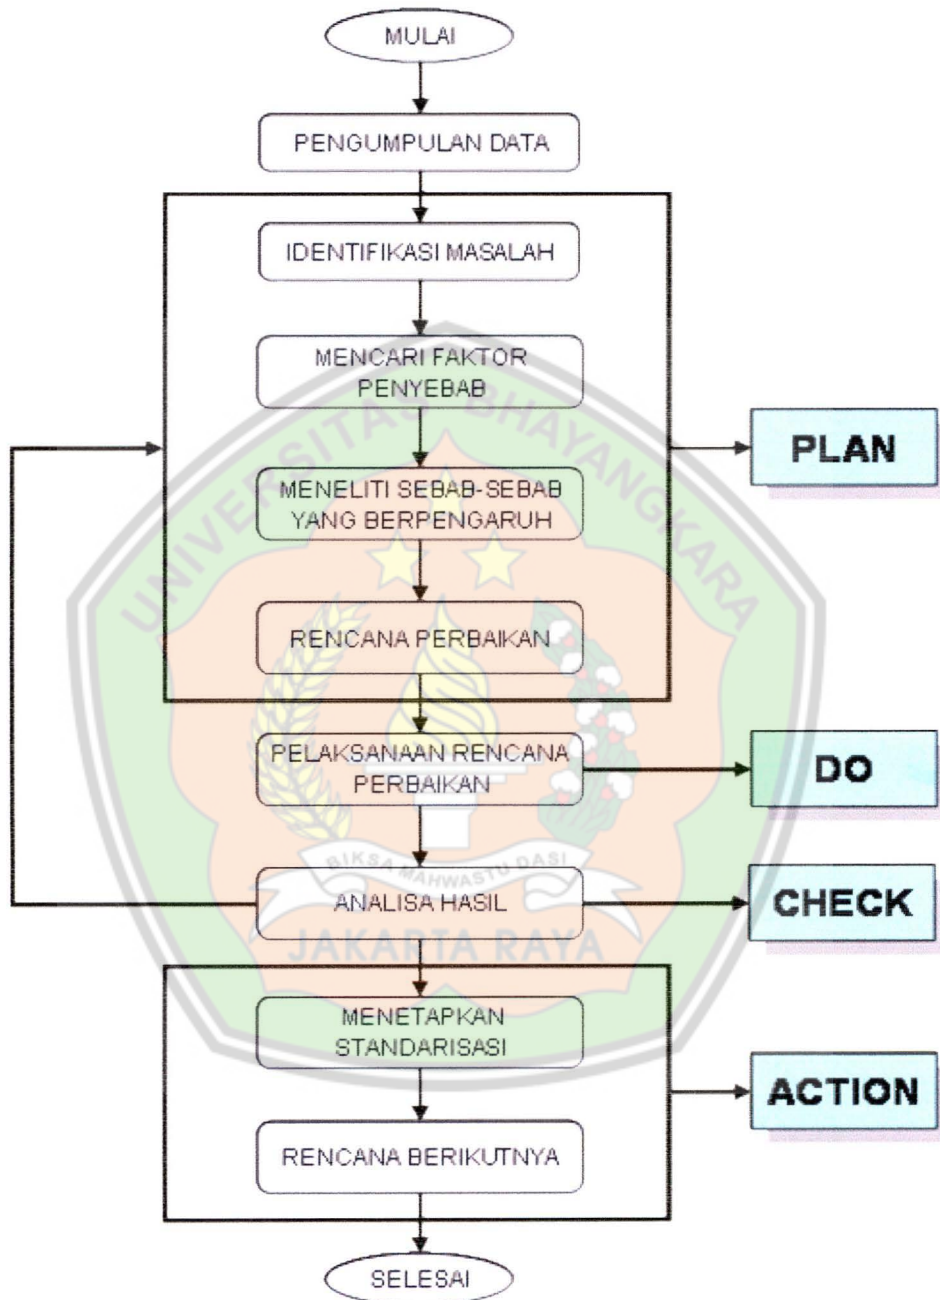 MULAI
PENGUMPULAN DATA
IDENTIFIKASI MASALAH
MENCARI FAKTOR
PENYEBAB
MENELITI SEBAB-SEBAB
YANG BERPENGARUH
RENCANA PERBAIKAN
PLAN
PELAKSANAAN RENCANA
PERBAIKAN
DO
ANALISA HASIL
CHECK
MENETAPKAN
STANDARISASI
RENCANA BERIKUTNYA
ACTION
SELESAI
UNIVERSITAS BHAYANGKARA
BIKSA MAHWASTU DASI
JAKARTA RAYA